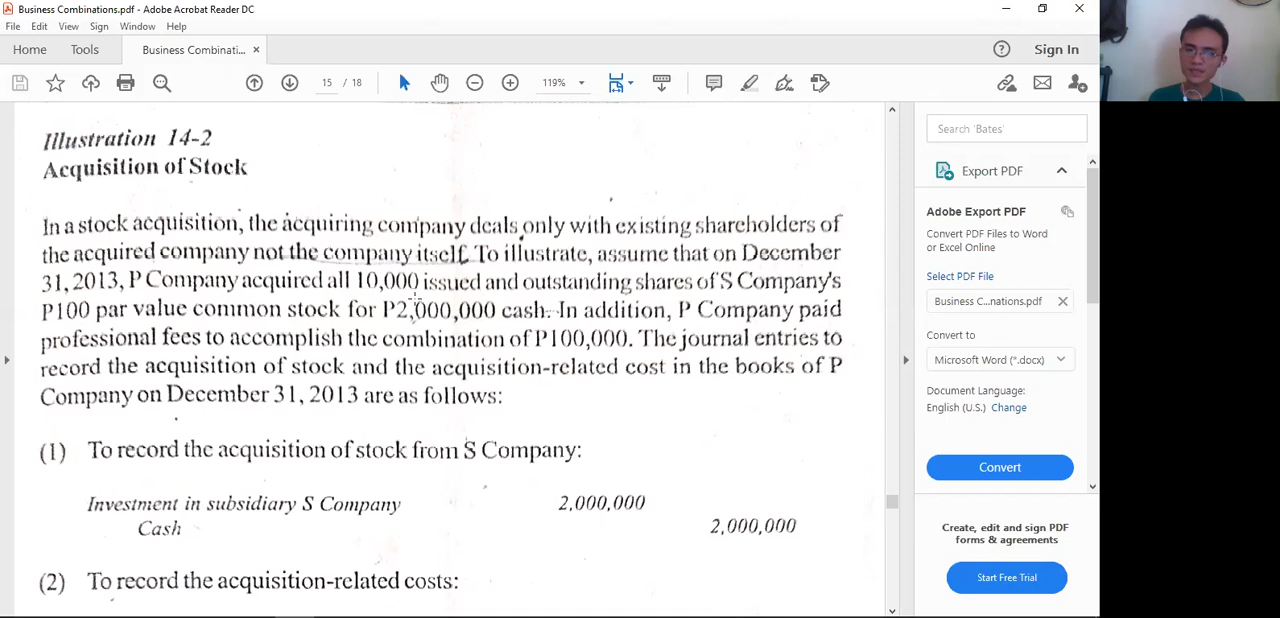 Business Combinations.pdf - Adobe Acrobat Reader DC
File Edit View Sign Window Help
Home Tools Business Combinati... × Sign In
15 / 18 119%
Illustration 14-2
Acquisition of Stock
In a stock acquisition, the acquiring company deals only with existing shareholders of
the acquired company not the company itself. To illustrate, assume that on December
31, 2013, P Company acquired all 10,000 issued and outstanding shares of S Company's
P100 par value common stock for P2,000,000 cash. In addition, P Company paid
professional fees to accomplish the combination of P100,000. The journal entries to
record the acquisition of stock and the acquisition-related cost in the books of P
Company on December 31, 2013 are as follows:
(1) To record the acquisition of stock from S Company:
Investment in subsidiary S Company 2,000,000
Cash 2,000,000
(2) To record the acquisition-related costs:
Search 'Bates'
Export PDF
Adobe Export PDF
Convert PDF Files to Word
or Excel Online
Select PDF File
Business C...nations.pdf
Convert to
Microsoft Word (*.docx)
Document Language:
English (U.S.) Change
Convert
Create, edit and sign PDF
forms & agreements
Start Free Trial